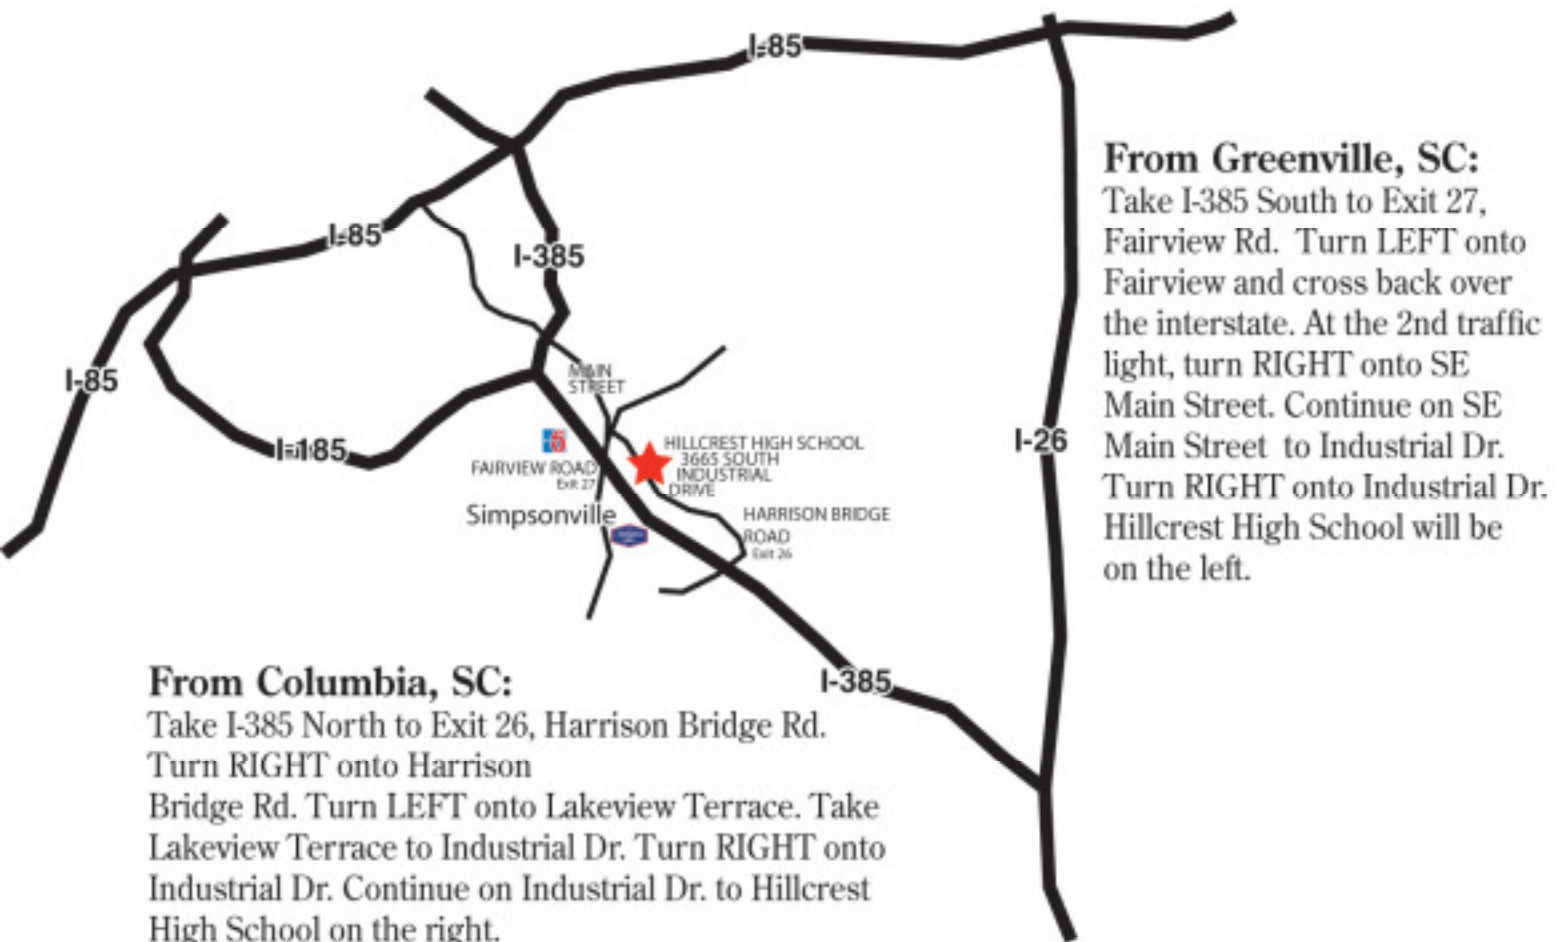 I-85
I-85
I-385
I-85
MAIN
STREET
I-185
I-26
6
HILLCREST HIGH SCHOOL
3665 SOUTH
INDUSTRIAL
DRIVE
FAIRVIEW ROAD
Exit 27
Simpsonville
HARRISON BRIDGE
ROAD
Exit 26
I-385
From Greenville, SC:
Take I-385 South to Exit 27,
Fairview Rd. Turn LEFT onto
Fairview and cross back over
the interstate. At the 2nd traffic
light, turn RIGHT onto SE
Main Street. Continue on SE
Main Street to Industrial Dr.
Turn RIGHT onto Industrial Dr.
Hillcrest High School will be
on the left.
From Columbia, SC:
Take I-385 North to Exit 26, Harrison Bridge Rd.
Turn RIGHT onto Harrison
Bridge Rd. Turn LEFT onto Lakeview Terrace. Take
Lakeview Terrace to Industrial Dr. Turn RIGHT onto
Industrial Dr. Continue on Industrial Dr. to Hillcrest
High School on the right.